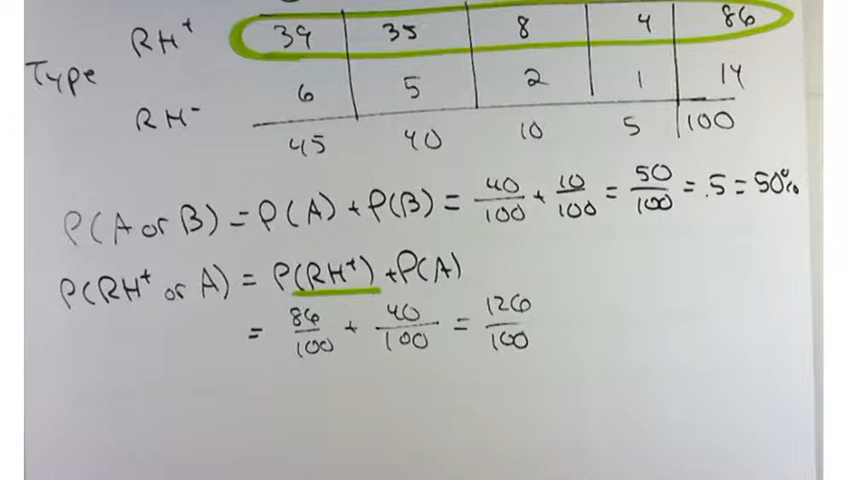 RH+ 39 35 8 4 86
Type
RH- 6 5 2 1 14
45 40 10 5 100
P(A or B) = P(A) + P(B) = 40/100 + 10/100 = 50/100 = .5 = 50%
P(RH+ or A) = P(RH+) + P(A)
= 86/100 + 40/100 = 126/100